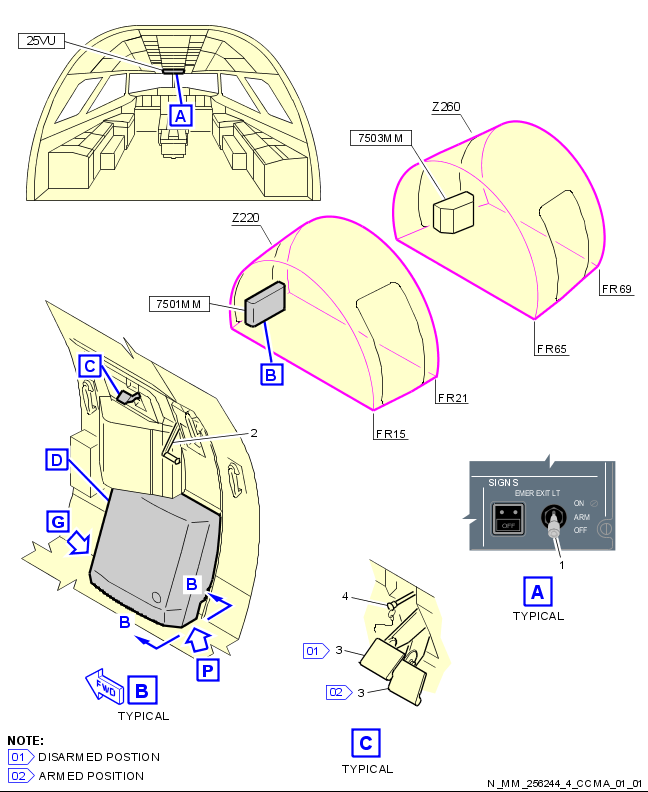 25VU
A
Z260
7503MM
Z220
7501MM
B
FR69
FR65
FR21
FR15
C
2
D
G
B
B
P
FWD
B
TYPICAL
SIGNS
EMER EXIT LT
ON
ARM
OFF
OFF
1
A
TYPICAL
4
01 3
02 3
C
TYPICAL
NOTE:
01 DISARMED POSTION
02 ARMED POSITION
N_MM_256244_4_CCMA_01_01